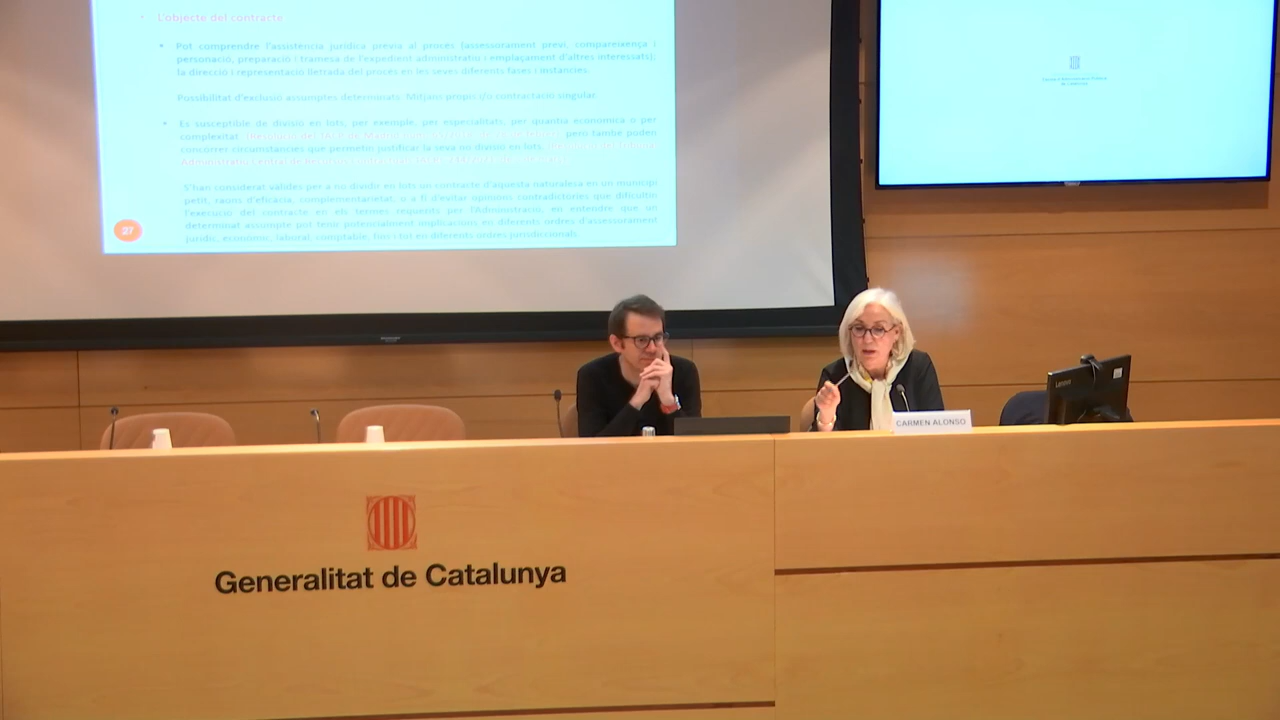 L'objecte del contracte
Pot comprendre l'assistència jurídica prèvia al procés (assessorament previ, compareixença i
personació, preparació i tramesa de l'expedient administratiu i emplaçament d'altres interessats);
la direcció i representació lletrada del procés en les seves diferents fases i instàncies.
Possibilitat d'exclusió assumptes determinats. Mitjans propis i/o contractació singular
És susceptible de divisió en lots, per exemple, per especialitats, per quantia econòmica o per
complexitat. però també poden
concórrer circumstàncies que permetin justificar la seva no divisió en lots.
S'han considerat vàlides per a no dividir en lots un contracte d'aquesta naturalesa en un municipi
petit, raons d'eficàcia, complementarietat, o a fi d'evitar opinions contradictòries que dificultin
l'execució del contracte en els termes requerits per l'Administració, en entendre que un
determinat assumpte pot tenir potencialment implicacions en diferents ordres d'assessorament
jurídic, econòmic, laboral, comptable, fins i tot en diferents ordres jurisdiccionals.
27
Lenovo
CARMEN ALONSO
Generalitat de Catalunya